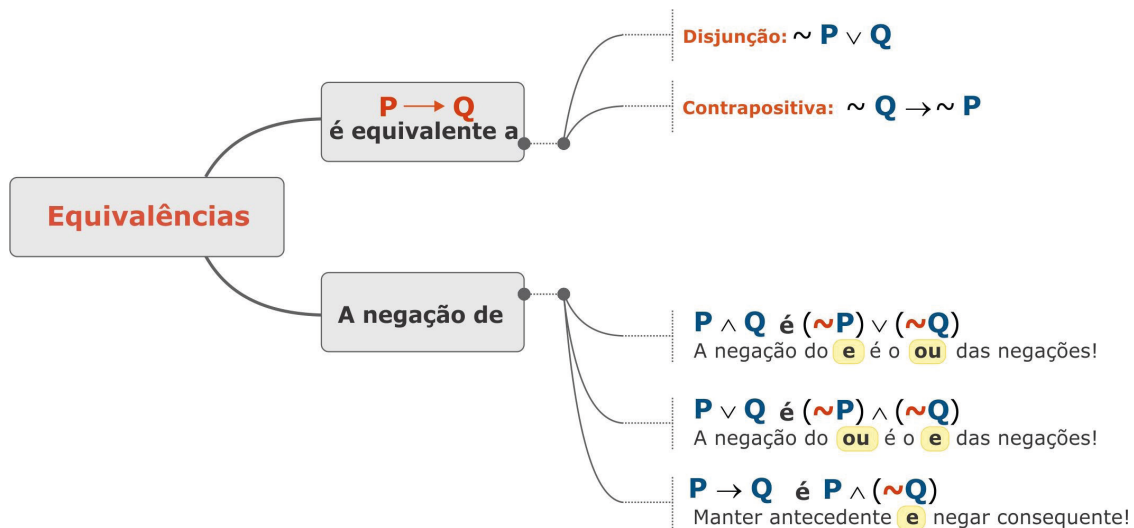 Equivalências
P → Q
é equivalente a
Disjunção: ~ P ∨ Q
Contrapositiva: ~ Q → ~ P
A negação de
P ∧ Q é (~P) ∨ (~Q)
A negação do e é o ou das negações!
P ∨ Q é (~P) ∧ (~Q)
A negação do ou é o e das negações!
P → Q é P ∧ (~Q)
Manter antecedente e negar consequente!